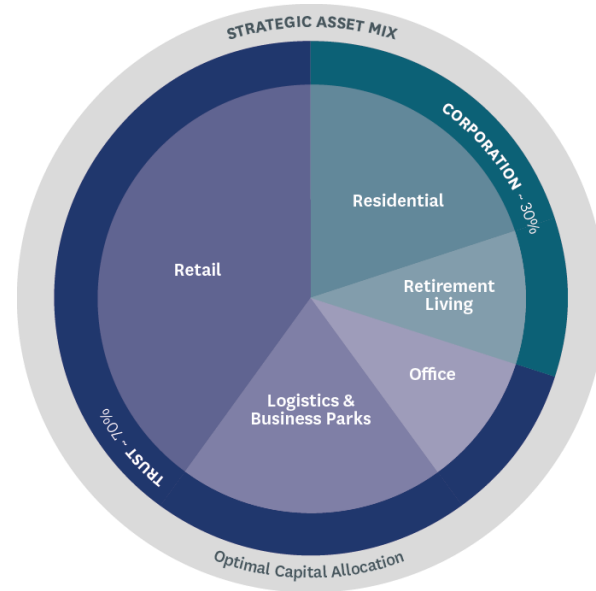 STRATEGIC ASSET MIX
CORPORATION ~ 30%
Residential
Retirement
Living
Retail
Office
Logistics &
Business Parks
TRUST ~ 70%
Optimal Capital Allocation